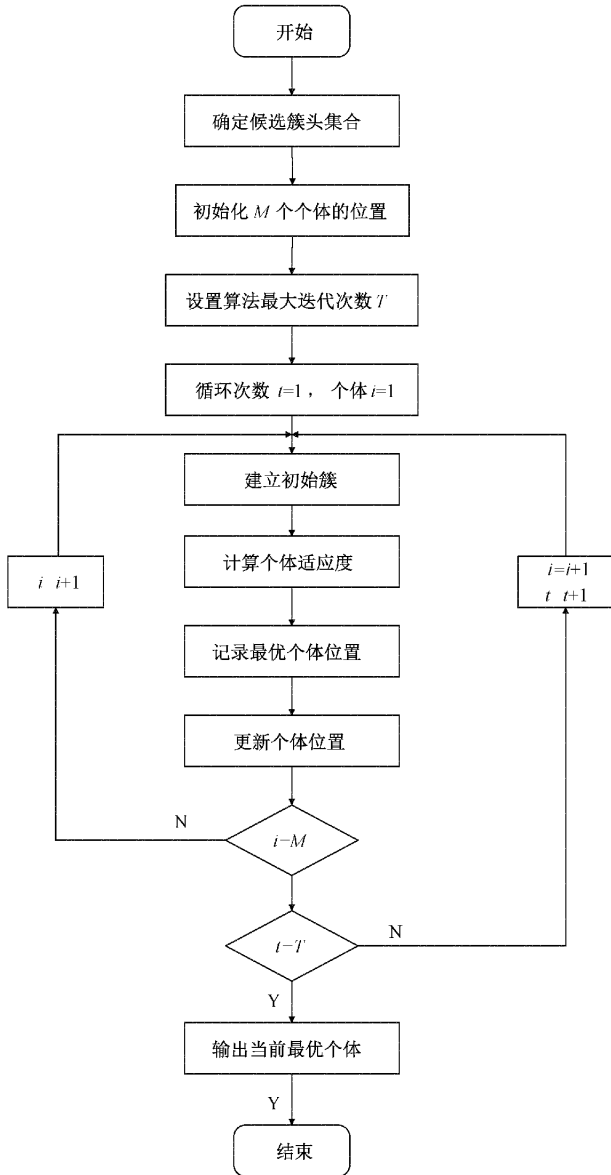 开始
确定候选簇头集合
初始化 M 个个体的位置
设置算法最大迭代次数 T
循环次数 t=1， 个体 i=1
建立初始簇
计算个体适应度
i i+1
i=i+1
t t+1
记录最优个体位置
更新个体位置
N
i=M
t=T
N
Y
输出当前最优个体
Y
结束